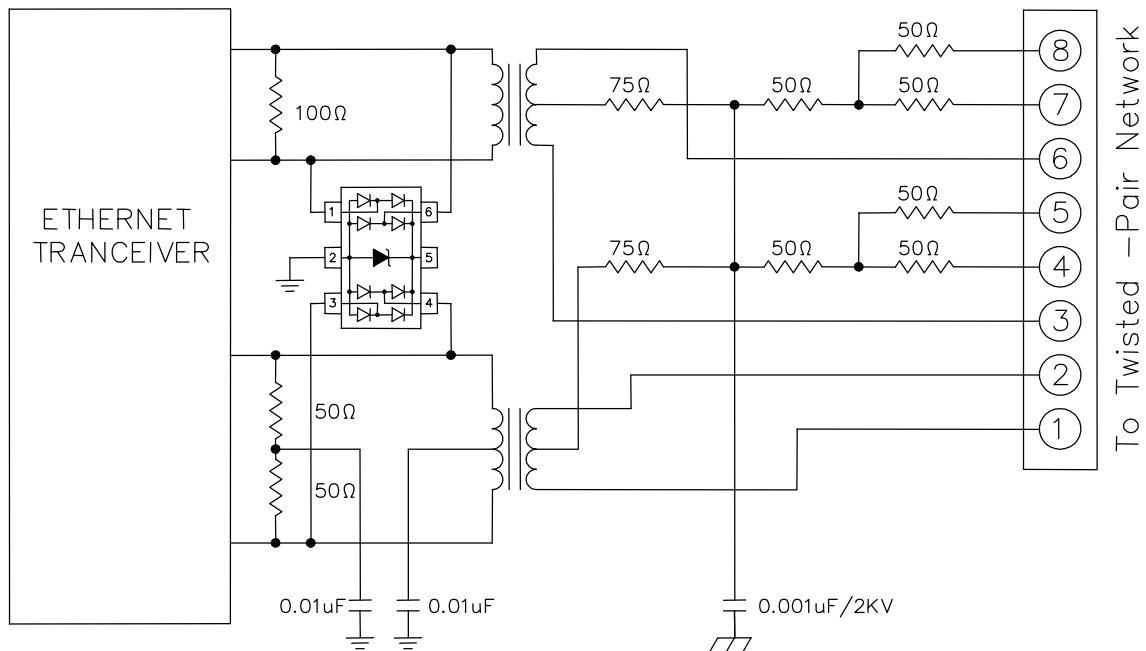 50Ω
8
75Ω
50Ω
50Ω
7
100Ω
6
1
6
50Ω
5
ETHERNET
TRANCEIVER
2
5
75Ω
50Ω
50Ω
4
3
4
3
2
50Ω
1
50Ω
0.01uF
0.01uF
0.001uF/2KV
To Twisted -Pair Network